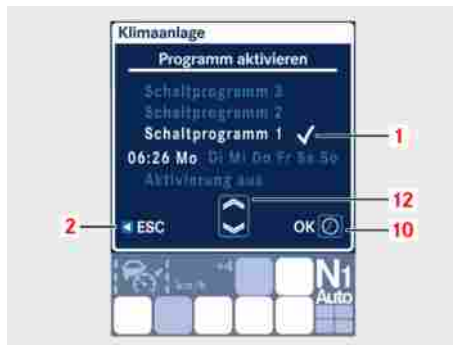 Klimaanlage
Programm aktivieren
Schaltprogramm 3
Schaltprogramm 2
Schaltprogramm 1 ✓ 1
06:26 Mo Di Mi Do Fr Sa So
Aktivierung aus
12
2 ESC OK 10
km/h N1
Auto